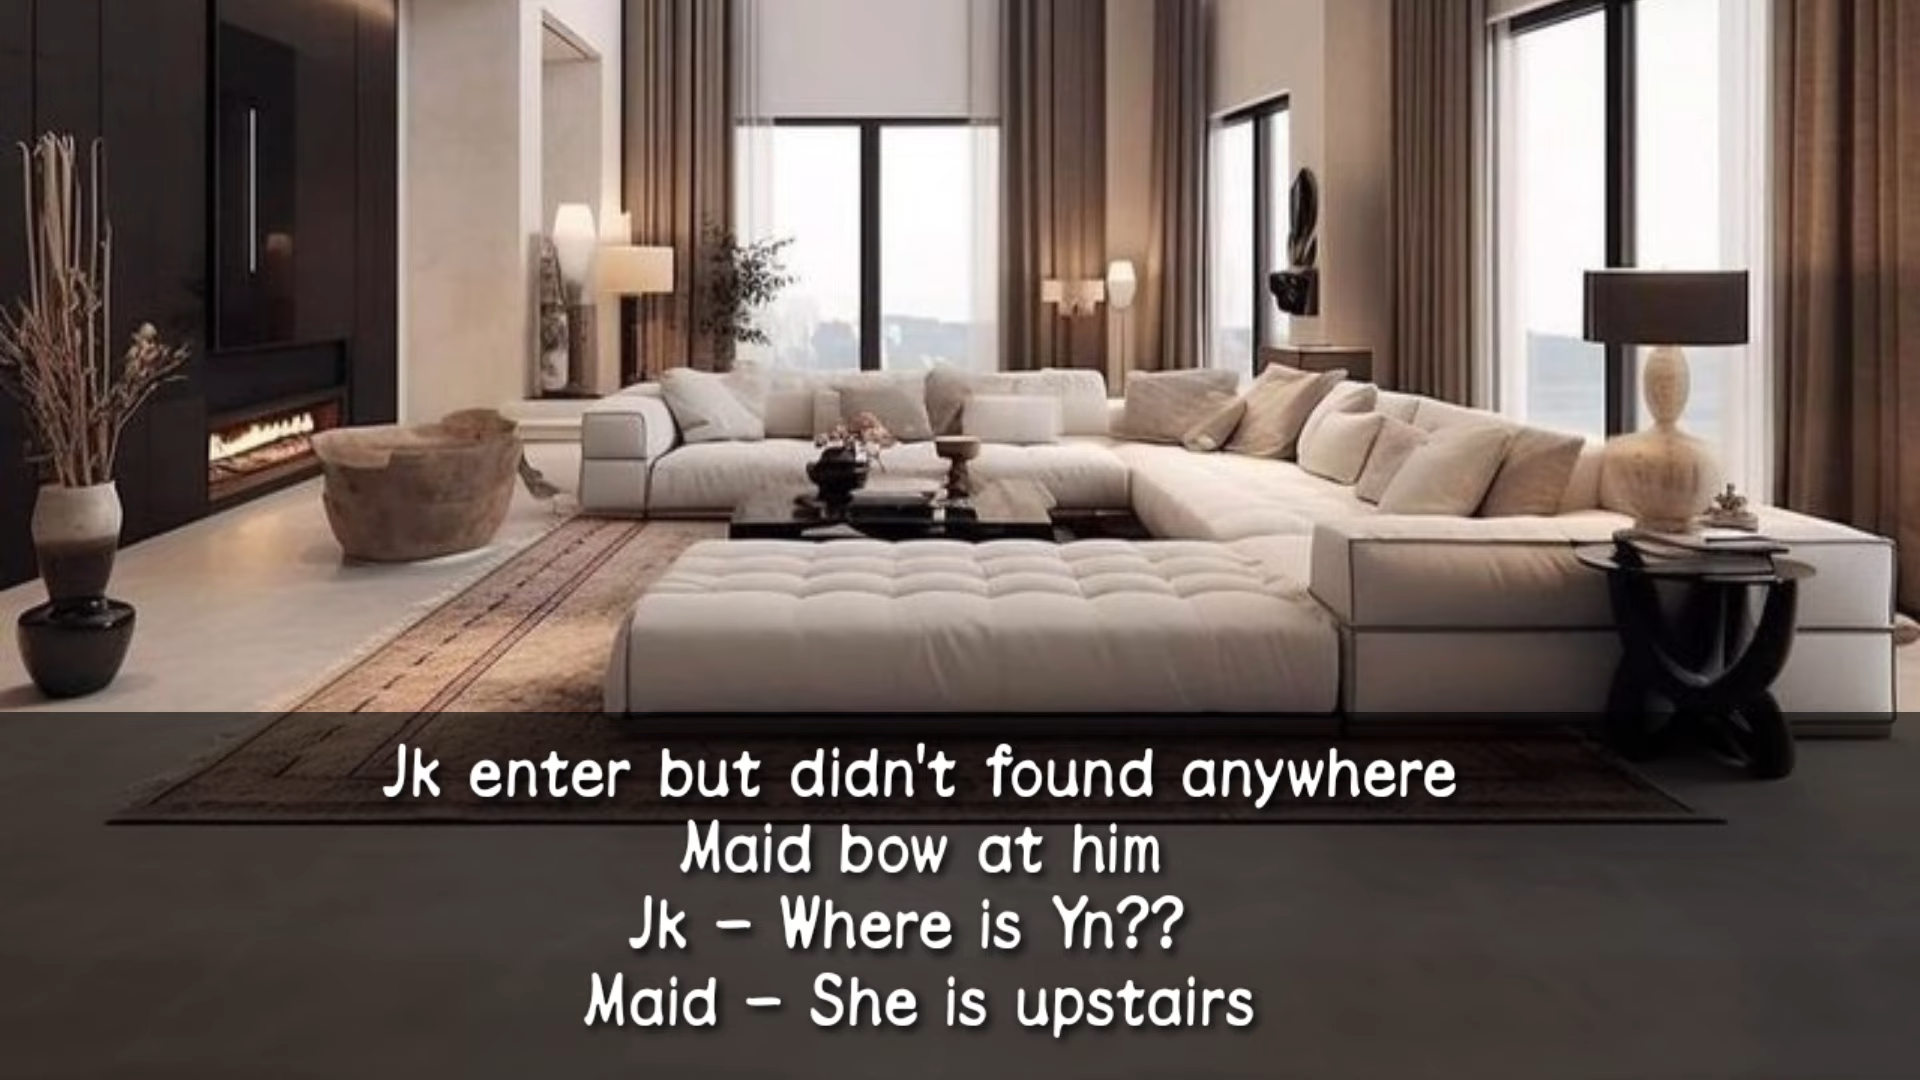 Jk enter but didn't found anywhere
Maid bow at him
Jk - Where is Yn??
Maid - She is upstairs